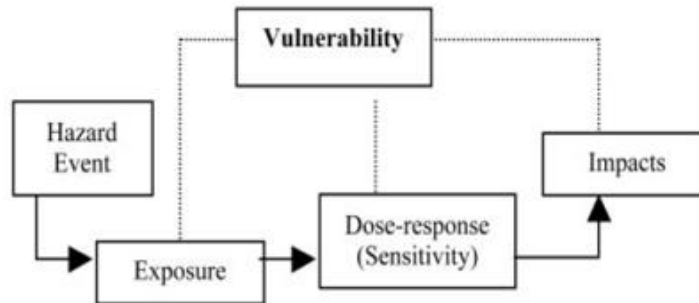 Vulnerability
Hazard
Event
Impacts
Dose-response
(Sensitivity)
Exposure